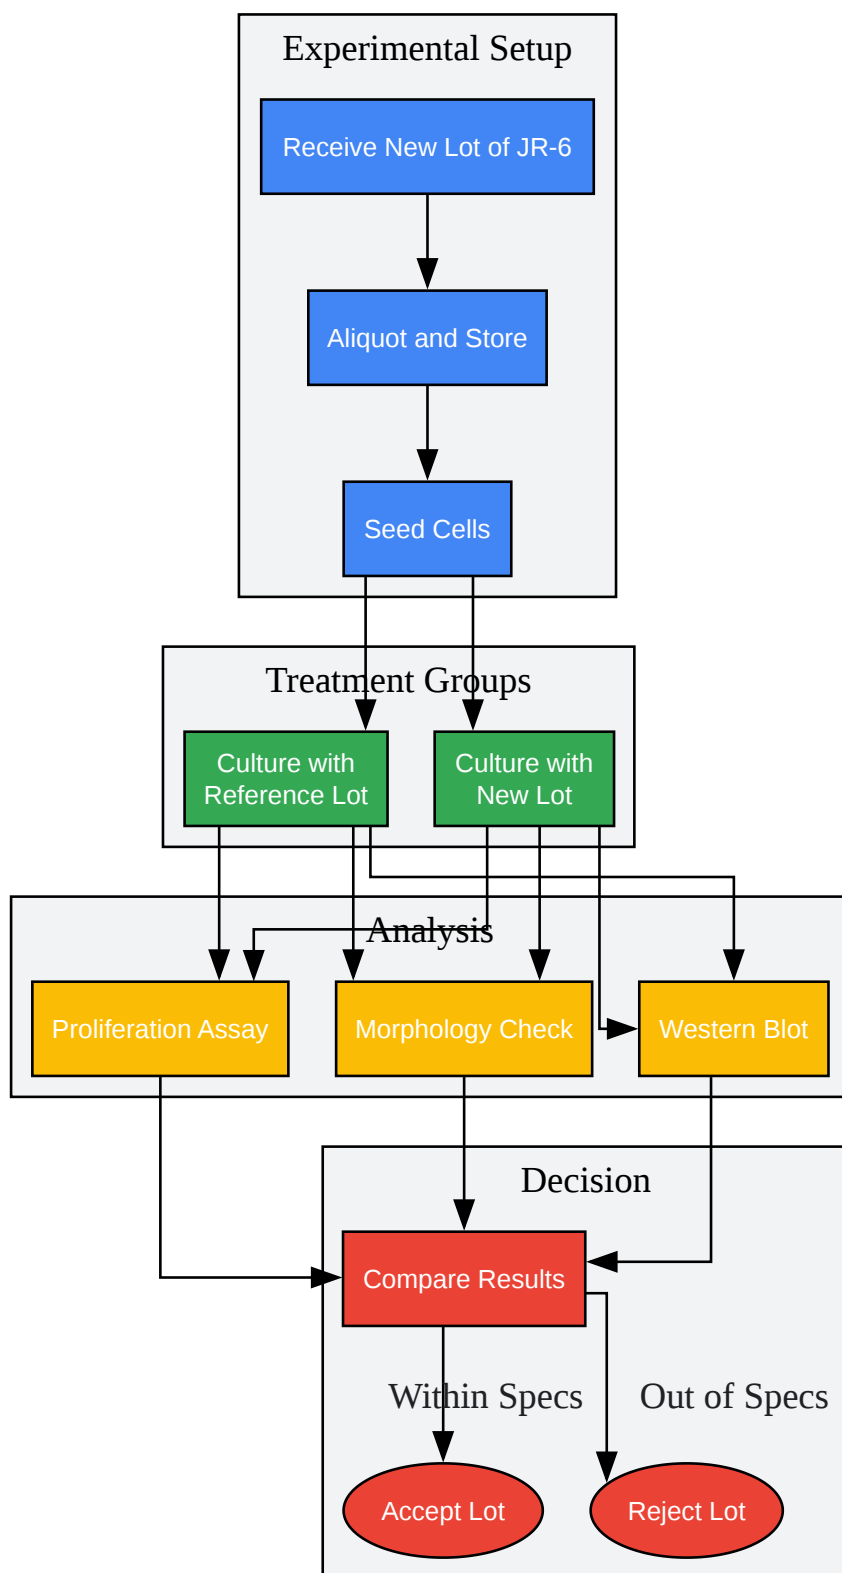 Experimental Setup
Receive New Lot of JR-6
Aliquot and Store
Seed Cells
Treatment Groups
Culture with
Reference Lot
Culture with
New Lot
Analysis
Proliferation Assay
Morphology Check
Western Blot
Decision
Compare Results
Within Specs
Out of Specs
Accept Lot
Reject Lot